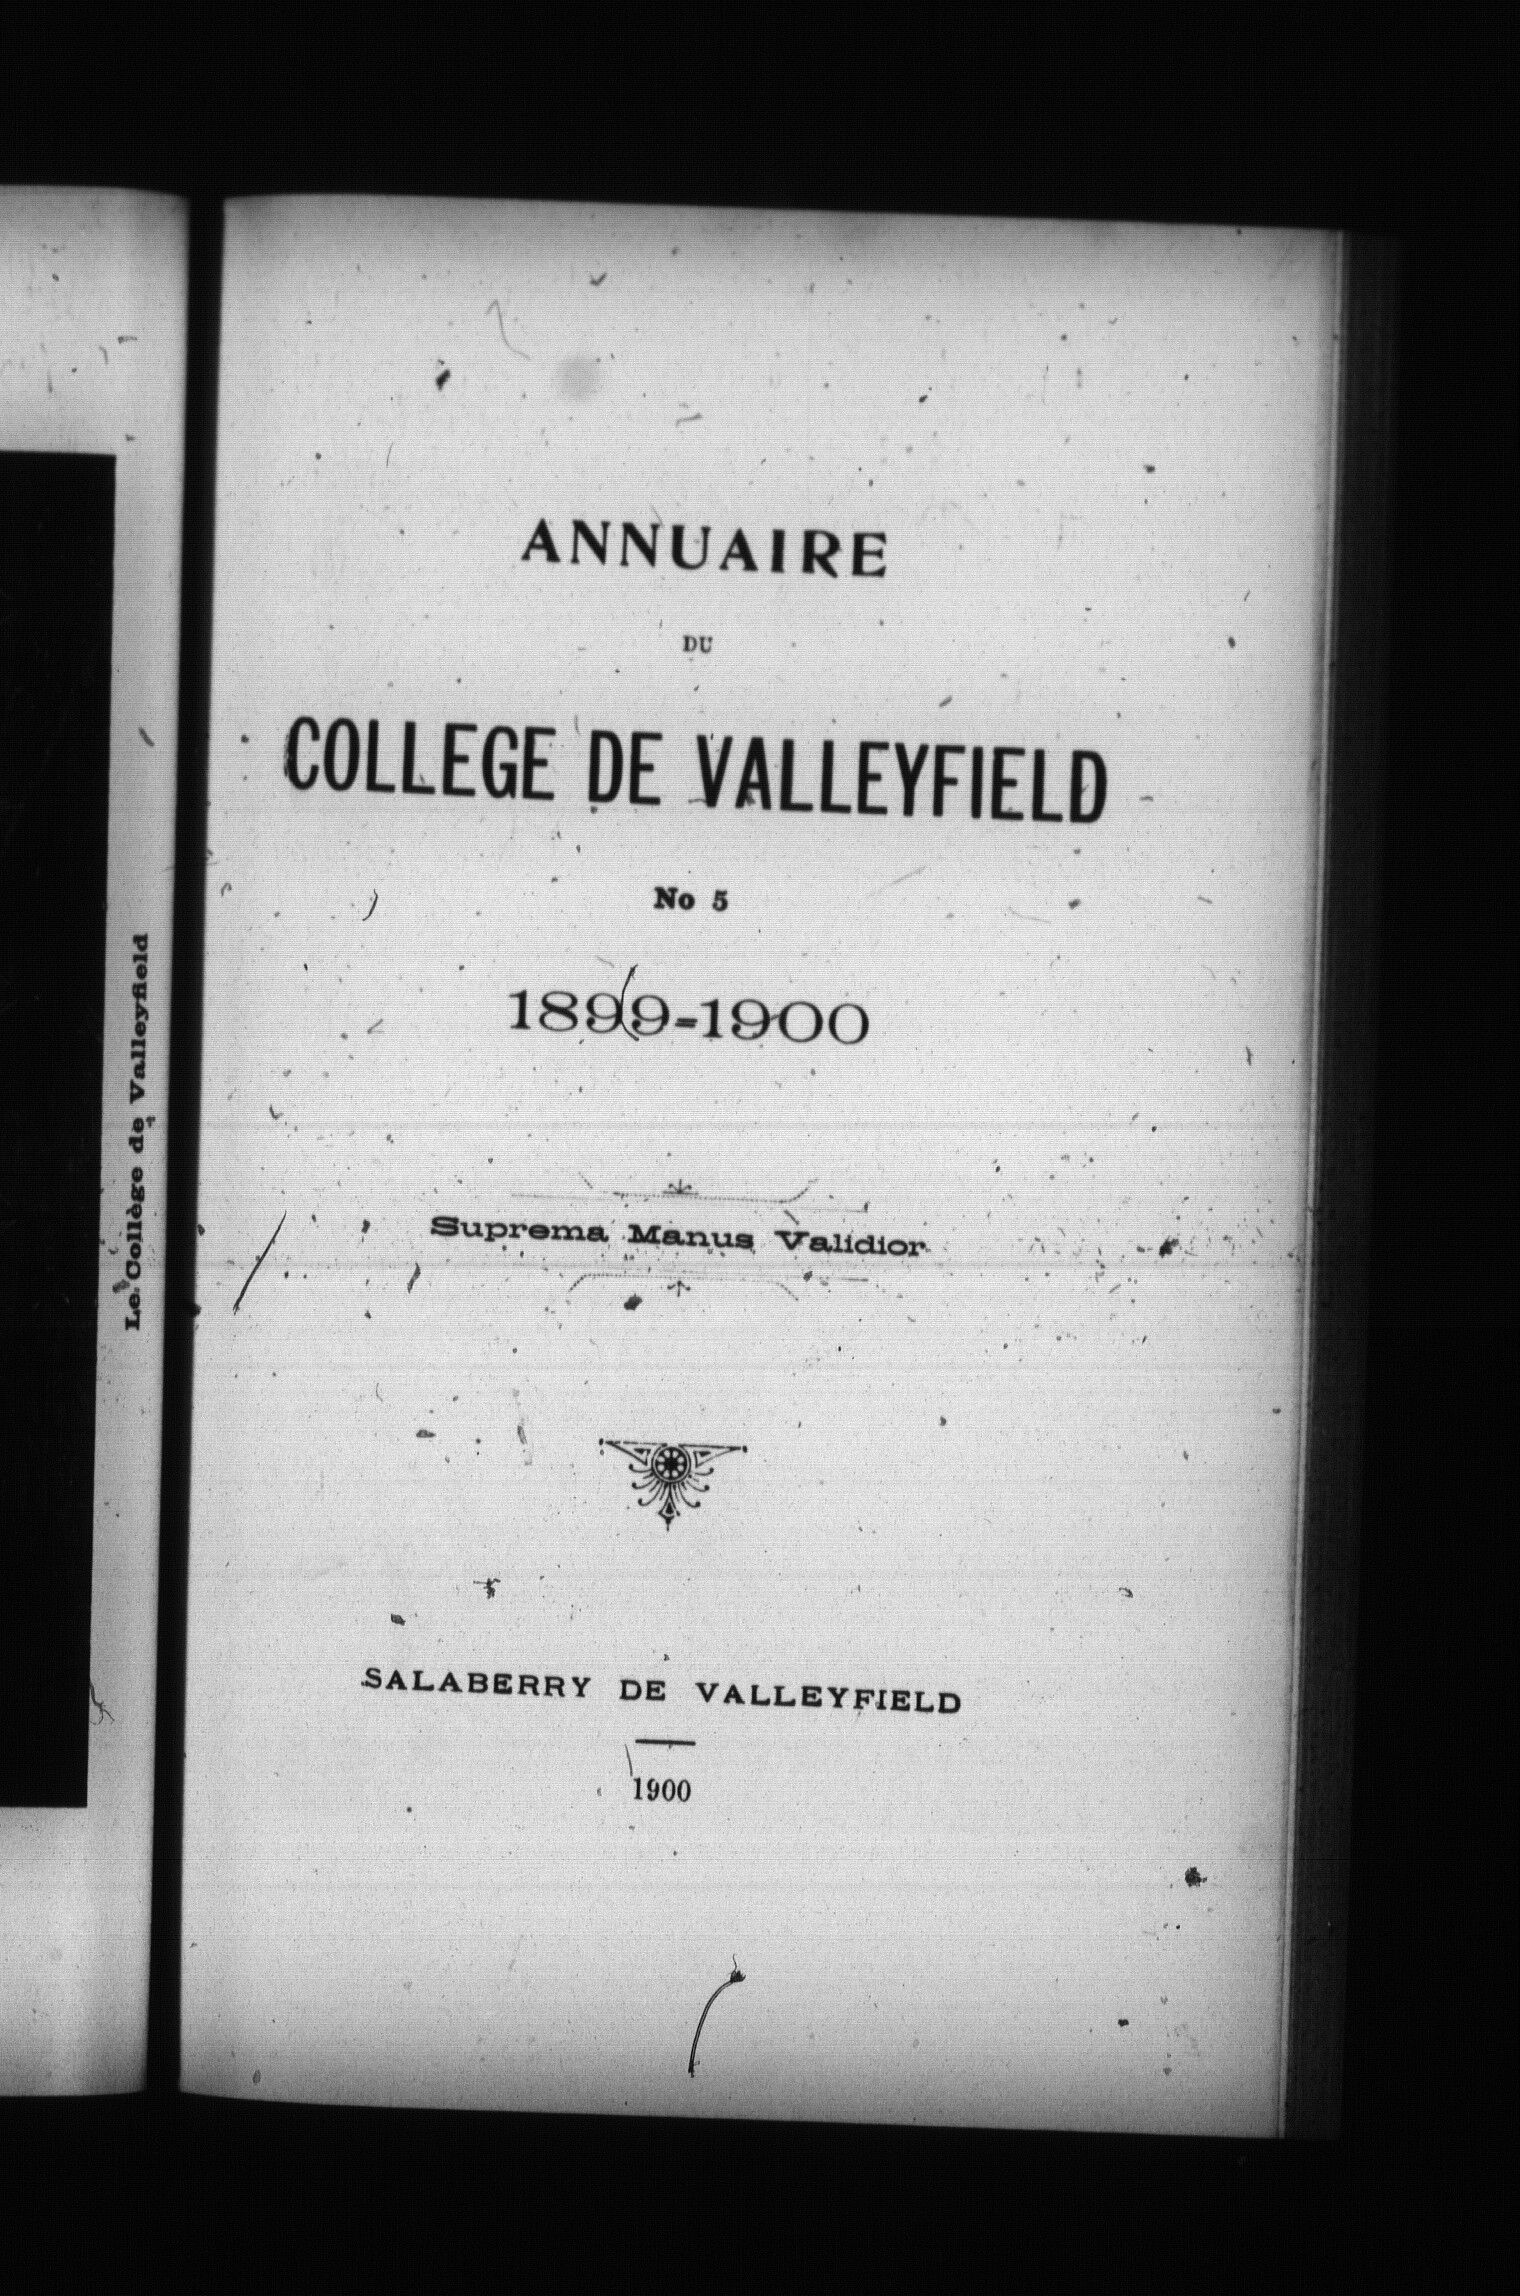 Le Collège de Valleyfield
ANNUAIRE
DU
COLLEGE DE VALLEYFIELD
No 5
1899-1900
Suprema Manus Validior
SALABERRY DE VALLEYFIELD
1900